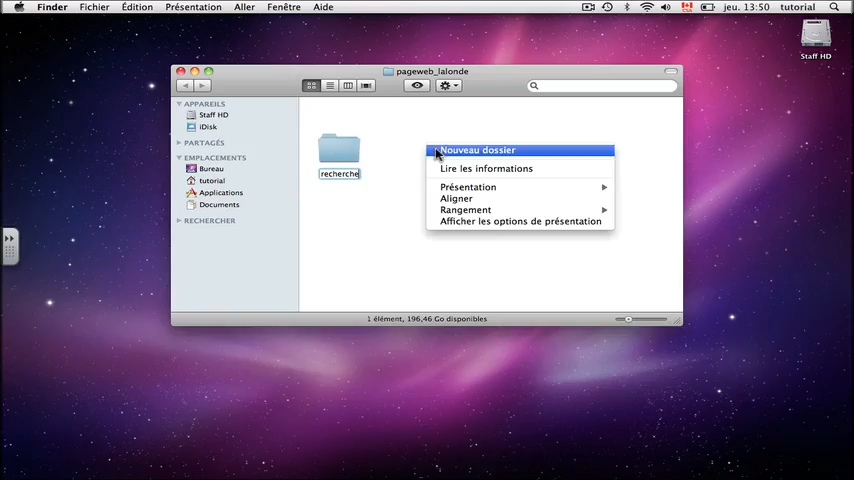 Finder Fichier Édition Présentation Aller Fenêtre Aide jeu. 13:50 tutorial
Staff HD
pageweb_lalonde
APPAREILS
Staff HD
iDisk
PARTAGÉS
EMPLACEMENTS
Bureau
tutorial
Applications
Documents
RECHERCHER
recherche
Nouveau dossier
Lire les informations
Présentation
Aligner
Rangement
Afficher les options de présentation
1 élément, 196,46 Go disponibles